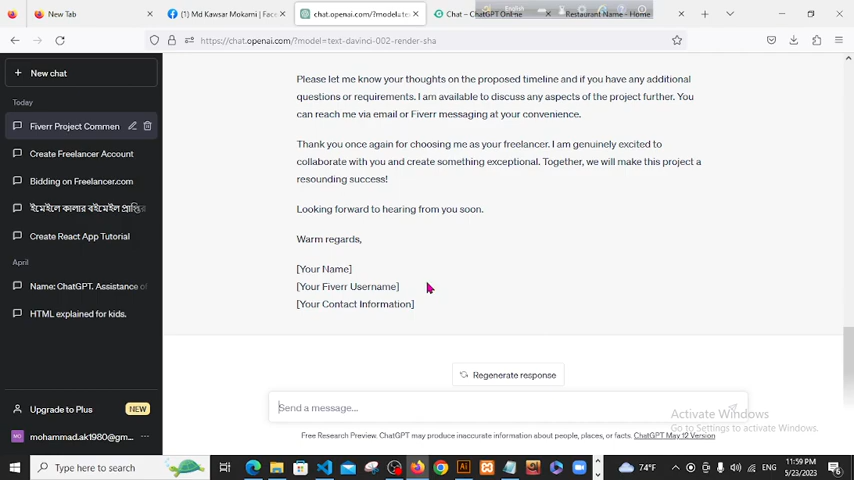 New Tab
Md Kawsar Mokami | Fac
chat.openai.com/?model=tex
Chat – ChatGPT Online
Restaurant Name - Home
English
https://chat.openai.com/?model=text-davinci-002-render-sha
New chat
Today
Fiverr Project Commen
Create Freelancer Account
Bidding on Freelancer.com
Create React App Tutorial
April
Name: ChatGPT. Assistance of
HTML explained for kids.
Upgrade to Plus
NEW
MO
mohammad.ak1980@gm...
Please let me know your thoughts on the proposed timeline and if you have any additional
questions or requirements. I am available to discuss any aspects of the project further. You
can reach me via email or Fiverr messaging at your convenience.
Thank you once again for choosing me as your freelancer. I am genuinely excited to
collaborate with you and create something exceptional. Together, we will make this project a
resounding success!
Looking forward to hearing from you soon.
Warm regards,
[Your Name]
[Your Fiverr Username]
[Your Contact Information]
Regenerate response
Send a message...
Activate Windows
Go to Settings to activate Windows.
Free Research Preview. ChatGPT may produce inaccurate information about people, places, or facts. ChatGPT May 12 Version
Type here to search
Ai
74°F
ENG
11:59 PM
5/23/2023
6